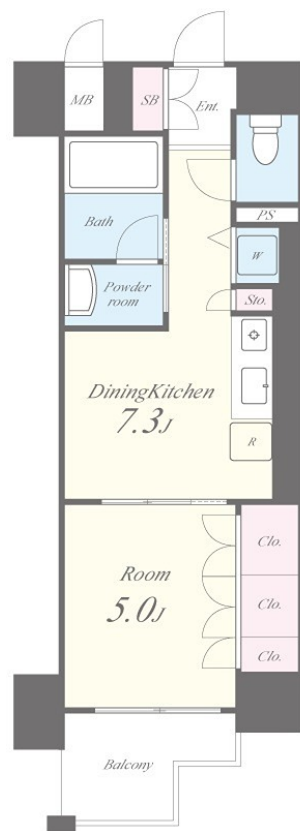 MB
SB
Ent.
PS
Bath
W
Powder
room
Sto.
DiningKitchen
7.3J
R
Clo.
Room
5.0J
Clo.
Clo.
Balcony